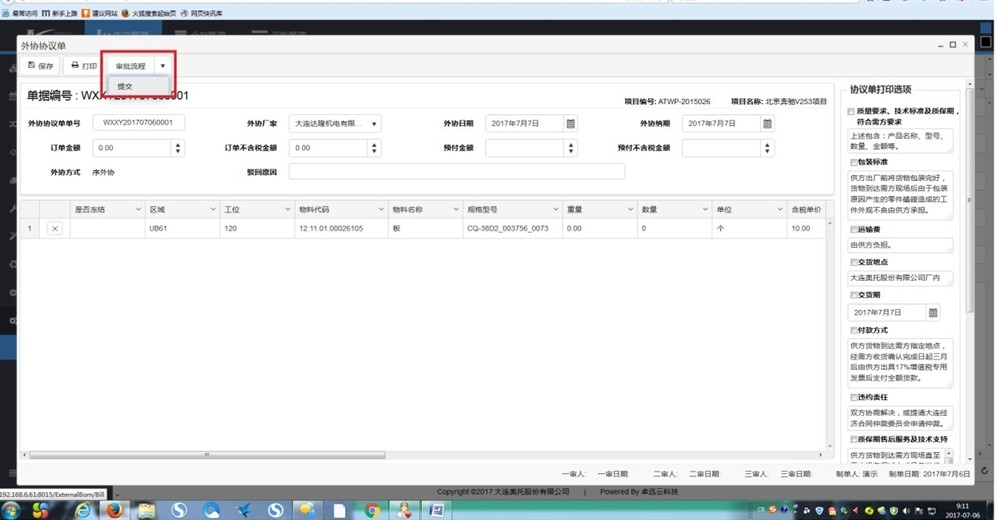 最常访问 新手上路 建议网站 火狐搜索起始页 网页快讯库
外协协议单
保存 打印 审批流程
提交
单据编号 : WXXY201707060001
项目编号: ATWP-2015026 项目名称: 北京奔驰V253项目
外协协议单单号 WXXY201707060001 外协厂家 大连达隆机电有限... 外协日期 2017年7月7日 外协纳期 2017年7月7日
订单金额 0.00 订单不含税金额 0.00 预付金额 预付不含税金额
外协方式 序外协 驳回原因
是否冻结 区域 工位 物料代码 物料名称 规格型号 重量 数量 单位 含税单价
1 UB61 120 12.11.01.00026105 板 CQ-38D2_003756_0073 0.00 0 个 10.00
协议单打印选项
质量要求、技术标准及质保期，
符合需方要求
上述包含：产品名称、型号、
数量、金额等。
包装标准
供方出厂前将货物包装完好，
货物到达需方现场后由于包装
原因产生的零件磕碰造成的工
件外观不良由供方承担。
运输费
由供方负担。
交货地点
大连奥托股份有限公司厂内
交货期
2017年7月7日
付款方式
供方货物到达需方指定地点，
经需方收货确认完成日起三月
后由供方出具17%增值税专用
发票后支付全额货款。
违约责任
双方协商解决，或提请大连经
济合同仲裁委员会申请仲裁。
质保期售后服务及技术支持
供方货物到达需方现场直至
一审人: 一审日期: 二审人: 二审日期: 三审人: 三审日期: 制单人: 演示 制单日期: 2017年7月6日
192.168.6.61:8015/ExternalBom/Bill
Copyright ©2017 大连奥托股份有限公司 | Powered By 卓远云科技
CK
9:11
2017-07-06